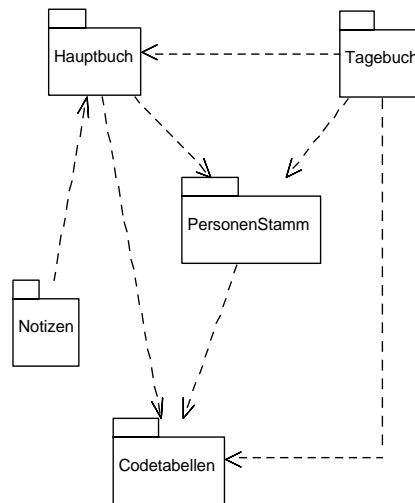 Hauptbuch
Tagebuch
PersonenStamm
Notizen
Codetabellen